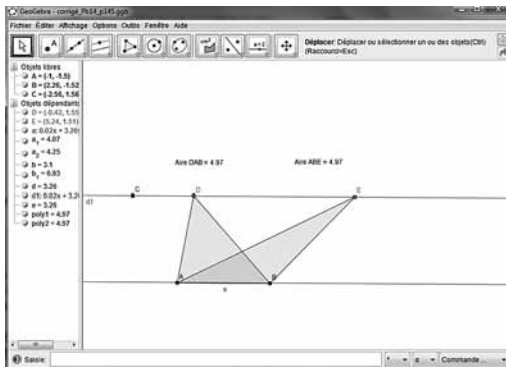 GeoGebra - corrigé_Pb14_p145.ggb
Fichier Éditer Affichage Options Outils Fenêtre Aide
Déplacer: Déplacer ou sélectionner un ou des objets(Ctrl)
(Raccourci=Esc)
Objets libres
A = (-1, -1.5)
B = (2.26, -1.52
C = (-2.56, 1.56
Objets dépendants
D = (-0.42, 1.55
E = (5.24, 1.51)
a: 0.02x + 3.26
a1 = 4.07
a2 = 4.25
b = 3.1
b1 = 6.93
d = 3.26
d1: 0.02x + 3.2
e = 3.26
poly1 = 4.97
poly2 = 4.97
Aire DAB = 4.97
Aire ABE = 4.97
d1
C
D
E
A
B
Saisie:
α
Commande ...